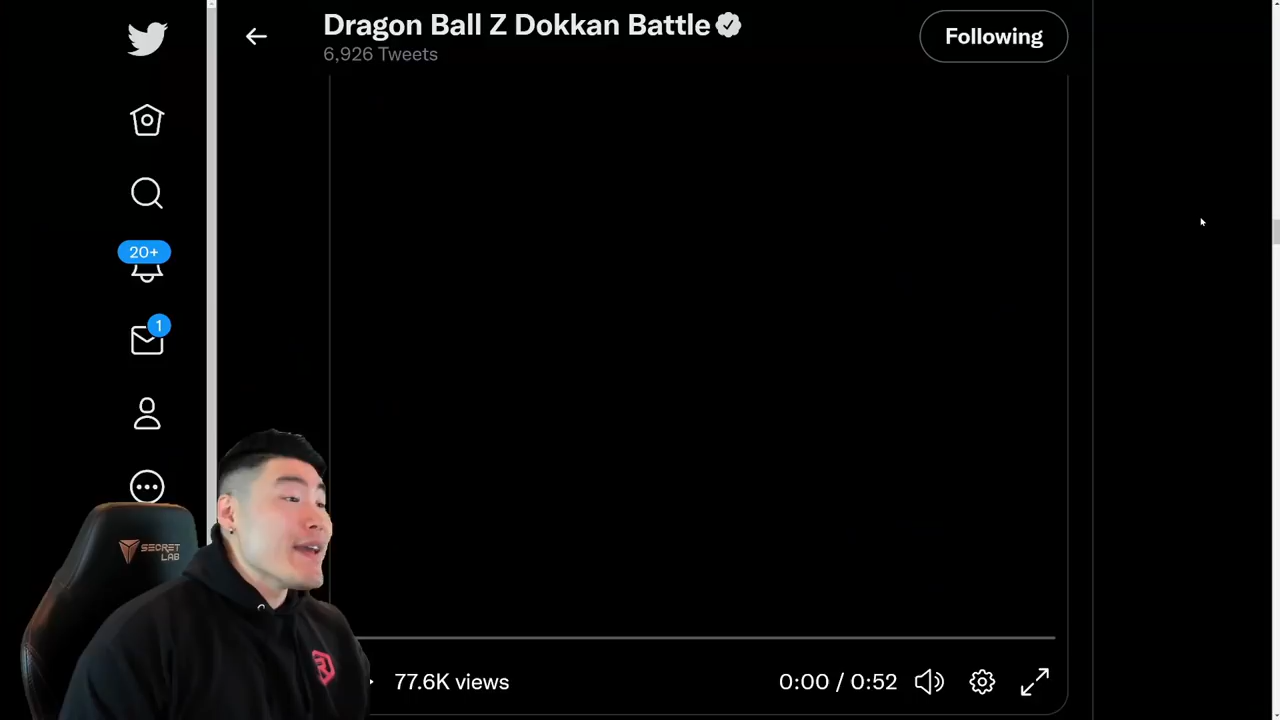 Dragon Ball Z Dokkan Battle
6,926 Tweets
Following
20+
1
SECRET
LAB
77.6K views
0:00 / 0:52